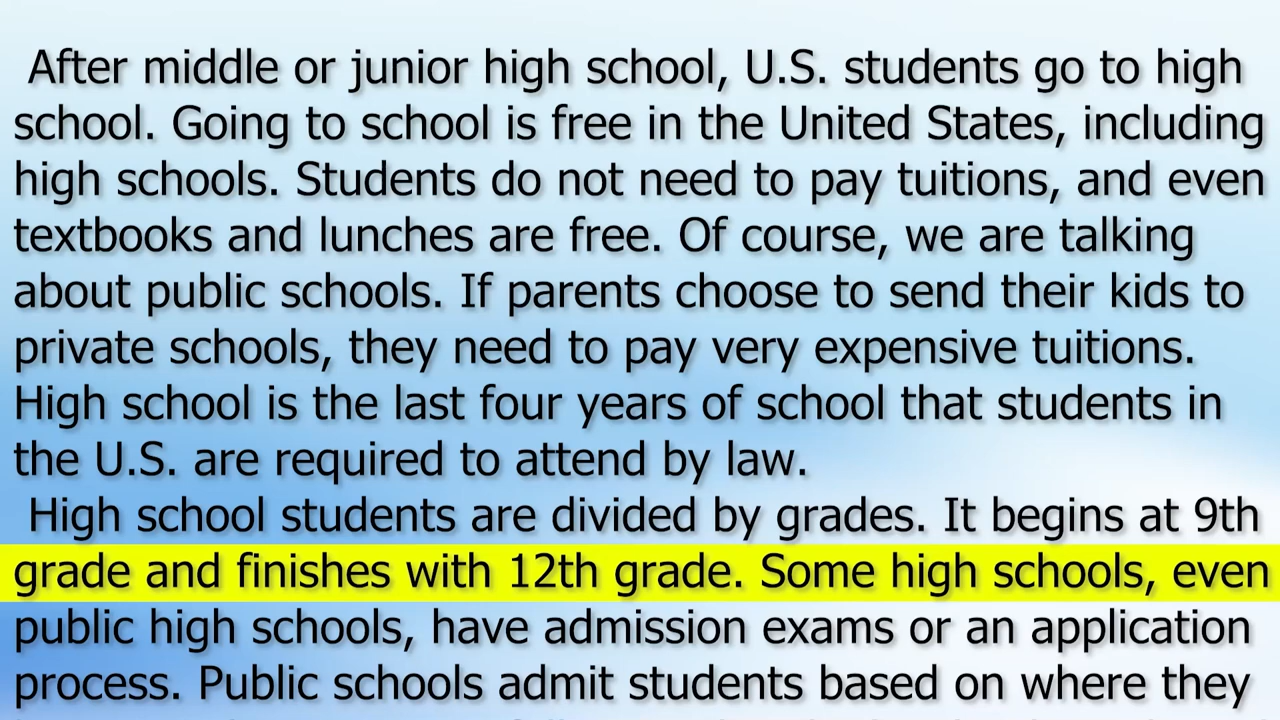 After middle or junior high school, U.S. students go to high
school. Going to school is free in the United States, including
high schools. Students do not need to pay tuitions, and even
textbooks and lunches are free. Of course, we are talking
about public schools. If parents choose to send their kids to
private schools, they need to pay very expensive tuitions.
High school is the last four years of school that students in
the U.S. are required to attend by law.
High school students are divided by grades. It begins at 9th
grade and finishes with 12th grade. Some high schools, even
public high schools, have admission exams or an application
process. Public schools admit students based on where they